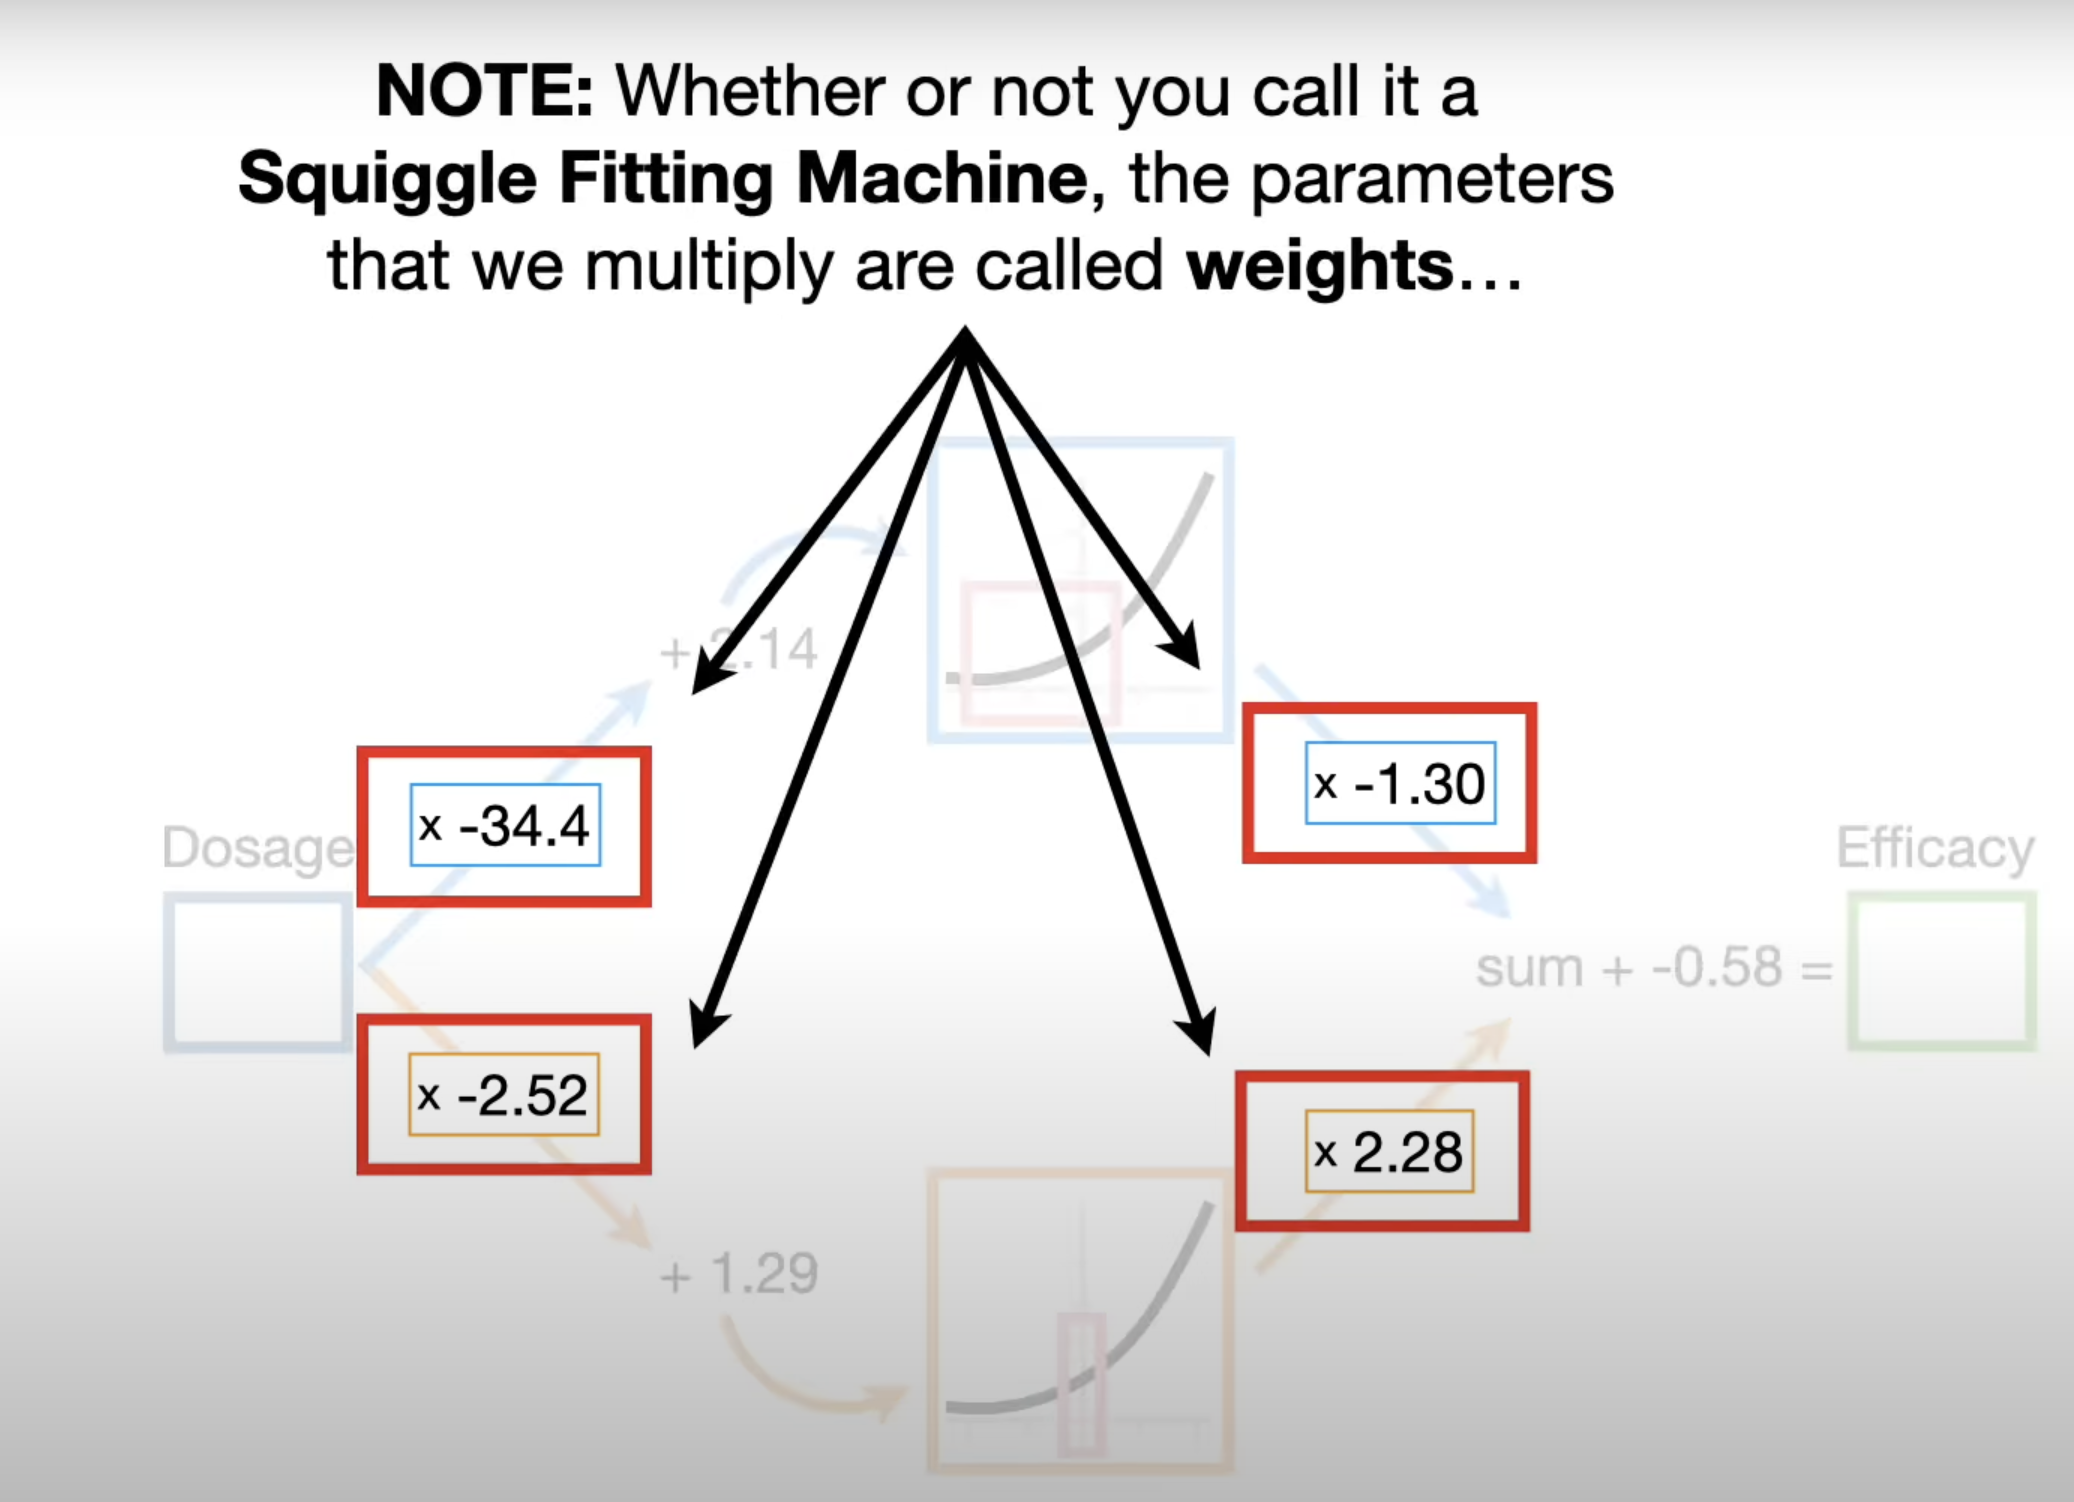 NOTE: Whether or not you call it a
Squiggle Fitting Machine, the parameters
that we multiply are called weights…
+ 2.14
x -34.4
x -1.30
Dosage
Efficacy
sum + -0.58 =
x -2.52
x 2.28
+ 1.29